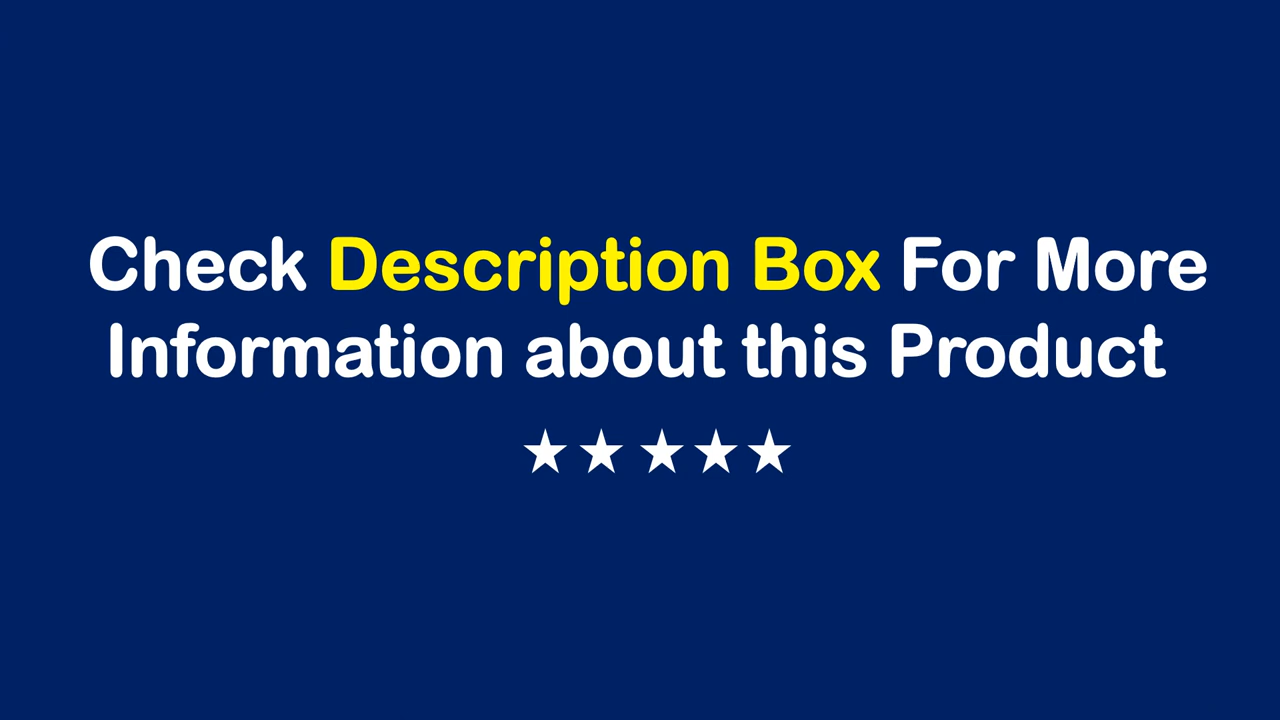 Check Description Box For More
Information about this Product
★★★★★